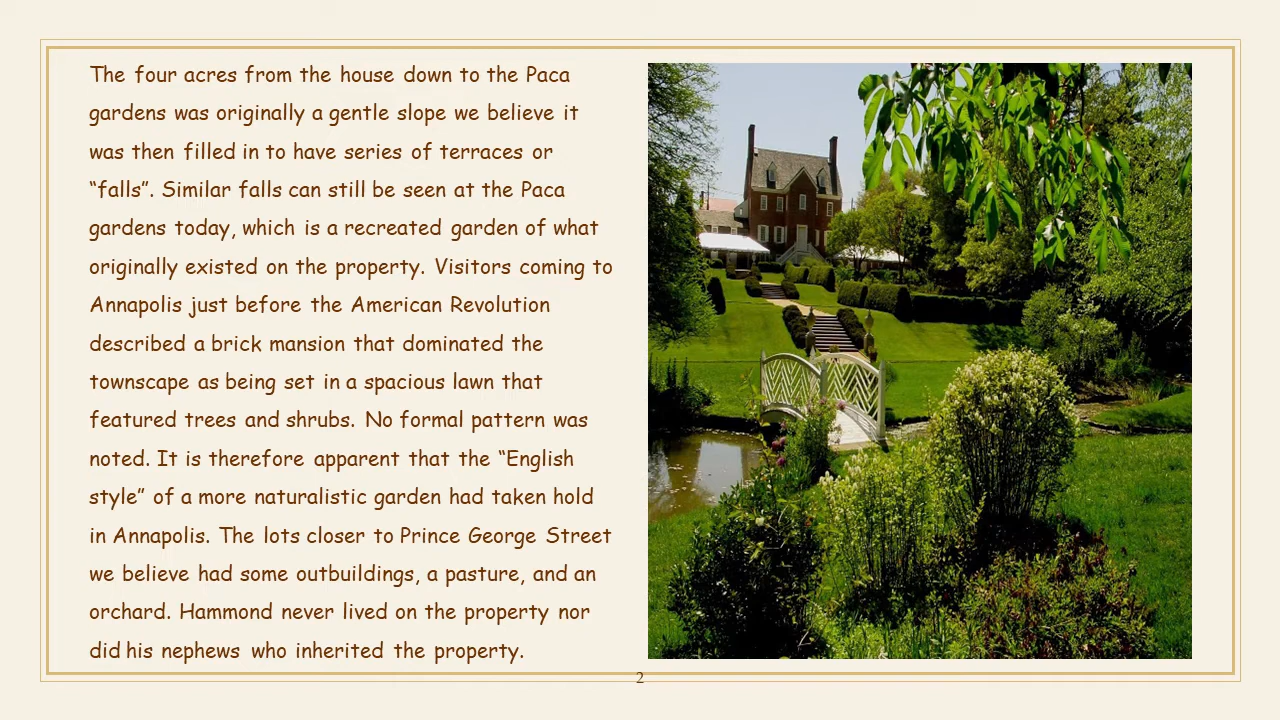 The four acres from the house down to the Paca
gardens was originally a gentle slope we believe it
was then filled in to have series of terraces or
“falls”. Similar falls can still be seen at the Paca
gardens today, which is a recreated garden of what
originally existed on the property. Visitors coming to
Annapolis just before the American Revolution
described a brick mansion that dominated the
townscape as being set in a spacious lawn that
featured trees and shrubs. No formal pattern was
noted. It is therefore apparent that the “English
style” of a more naturalistic garden had taken hold
in Annapolis. The lots closer to Prince George Street
we believe had some outbuildings, a pasture, and an
orchard. Hammond never lived on the property nor
did his nephews who inherited the property.
2